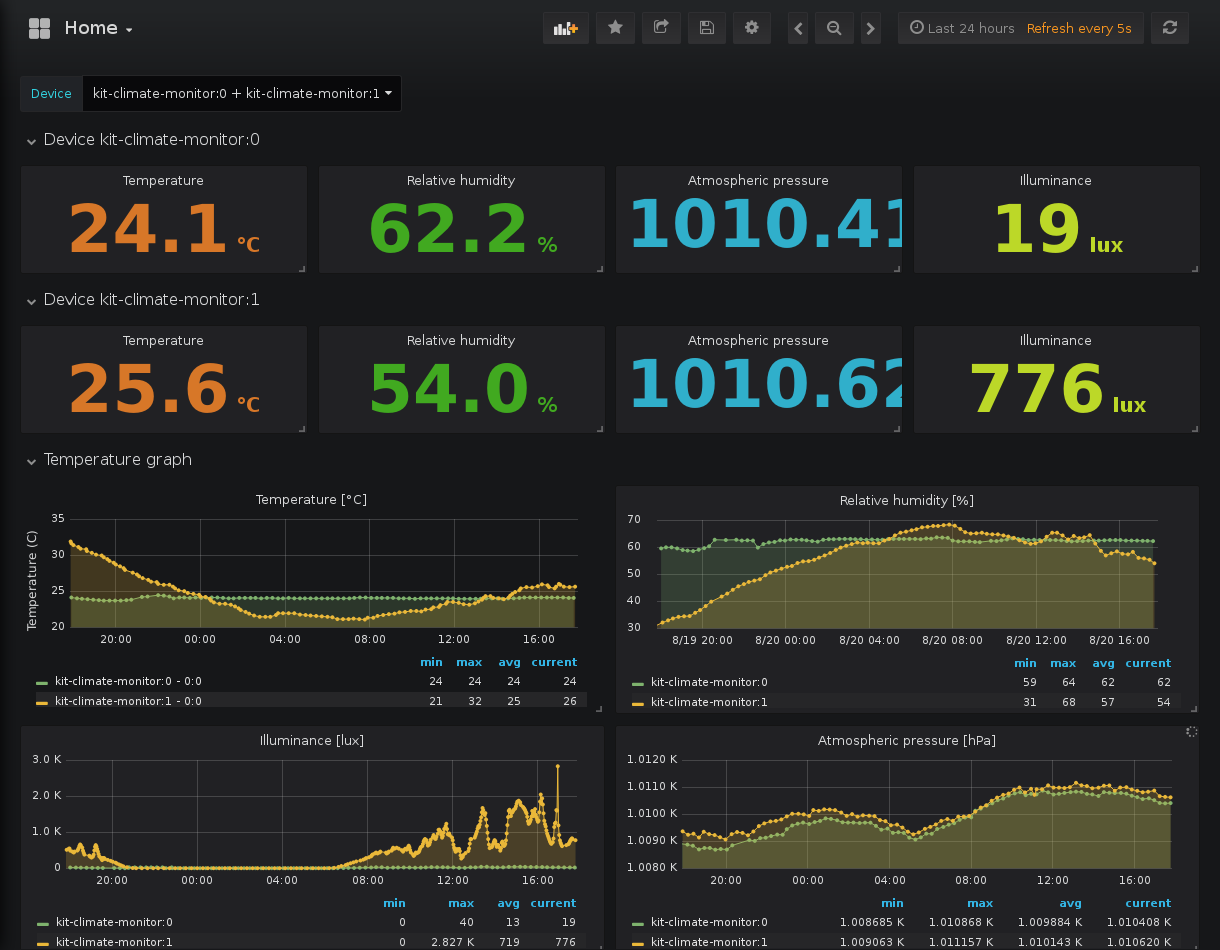 Home
Last 24 hours Refresh every 5s
Device kit-climate-monitor:0 + kit-climate-monitor:1
Device kit-climate-monitor:0
Temperature Relative humidity Atmospheric pressure Illuminance
24.1 °C 62.2 % 1010.41 19 lux
Device kit-climate-monitor:1
Temperature Relative humidity Atmospheric pressure Illuminance
25.6 °C 54.0 % 1010.62 776 lux
Temperature graph
Temperature [°C]
Temperature (C)
35
30
25
20
20:00 00:00 04:00 08:00 12:00 16:00
min max avg current
kit-climate-monitor:0 - 0:0 24 24 24 24
kit-climate-monitor:1 - 0:0 21 32 25 26
Relative humidity [%]
70
60
50
40
30
8/19 20:00 8/20 00:00 8/20 04:00 8/20 08:00 8/20 12:00 8/20 16:00
min max avg current
kit-climate-monitor:0 59 64 62 62
kit-climate-monitor:1 31 68 57 54
Illuminance [lux]
3.0 K
2.0 K
1.0 K
0
20:00 00:00 04:00 08:00 12:00 16:00
min max avg current
kit-climate-monitor:0 0 40 13 19
kit-climate-monitor:1 0 2.827 K 719 776
Atmospheric pressure [hPa]
1.0120 K
1.0110 K
1.0100 K
1.0090 K
1.0080 K
20:00 00:00 04:00 08:00 12:00 16:00
min max avg current
kit-climate-monitor:0 1.008685 K 1.010868 K 1.009884 K 1.010408 K
kit-climate-monitor:1 1.009063 K 1.011157 K 1.010143 K 1.010620 K